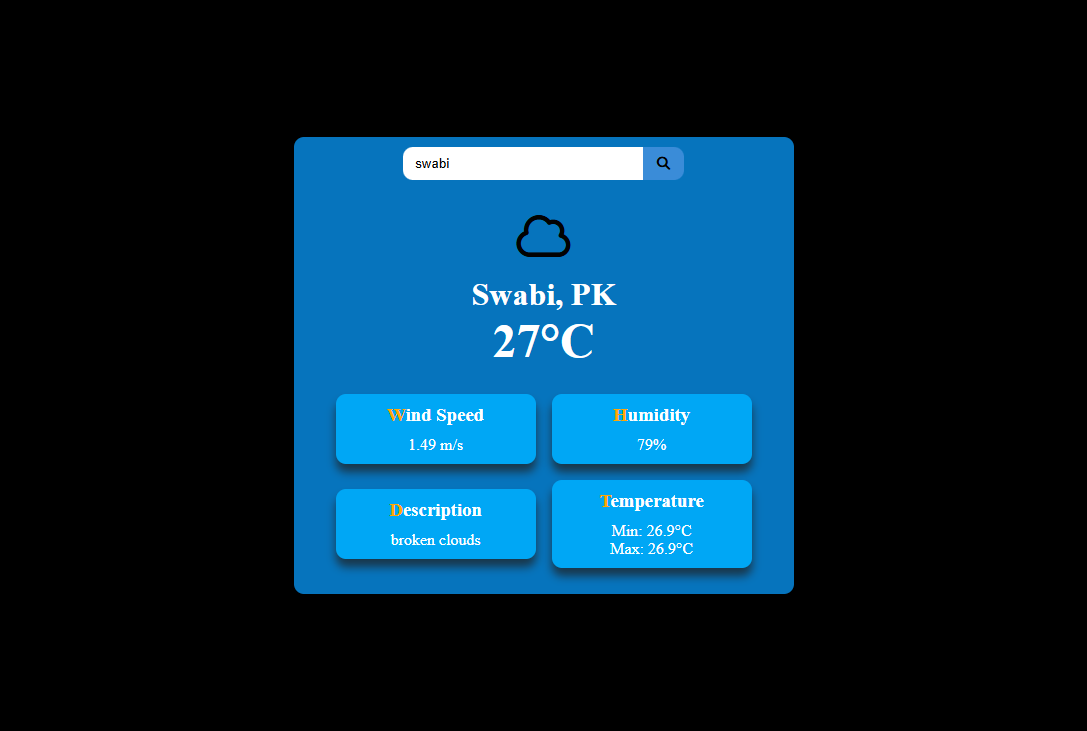 swabi
Swabi, PK
27°C
Wind Speed
1.49 m/s
Humidity
79%
Description
broken clouds
Temperature
Min: 26.9°C
Max: 26.9°C